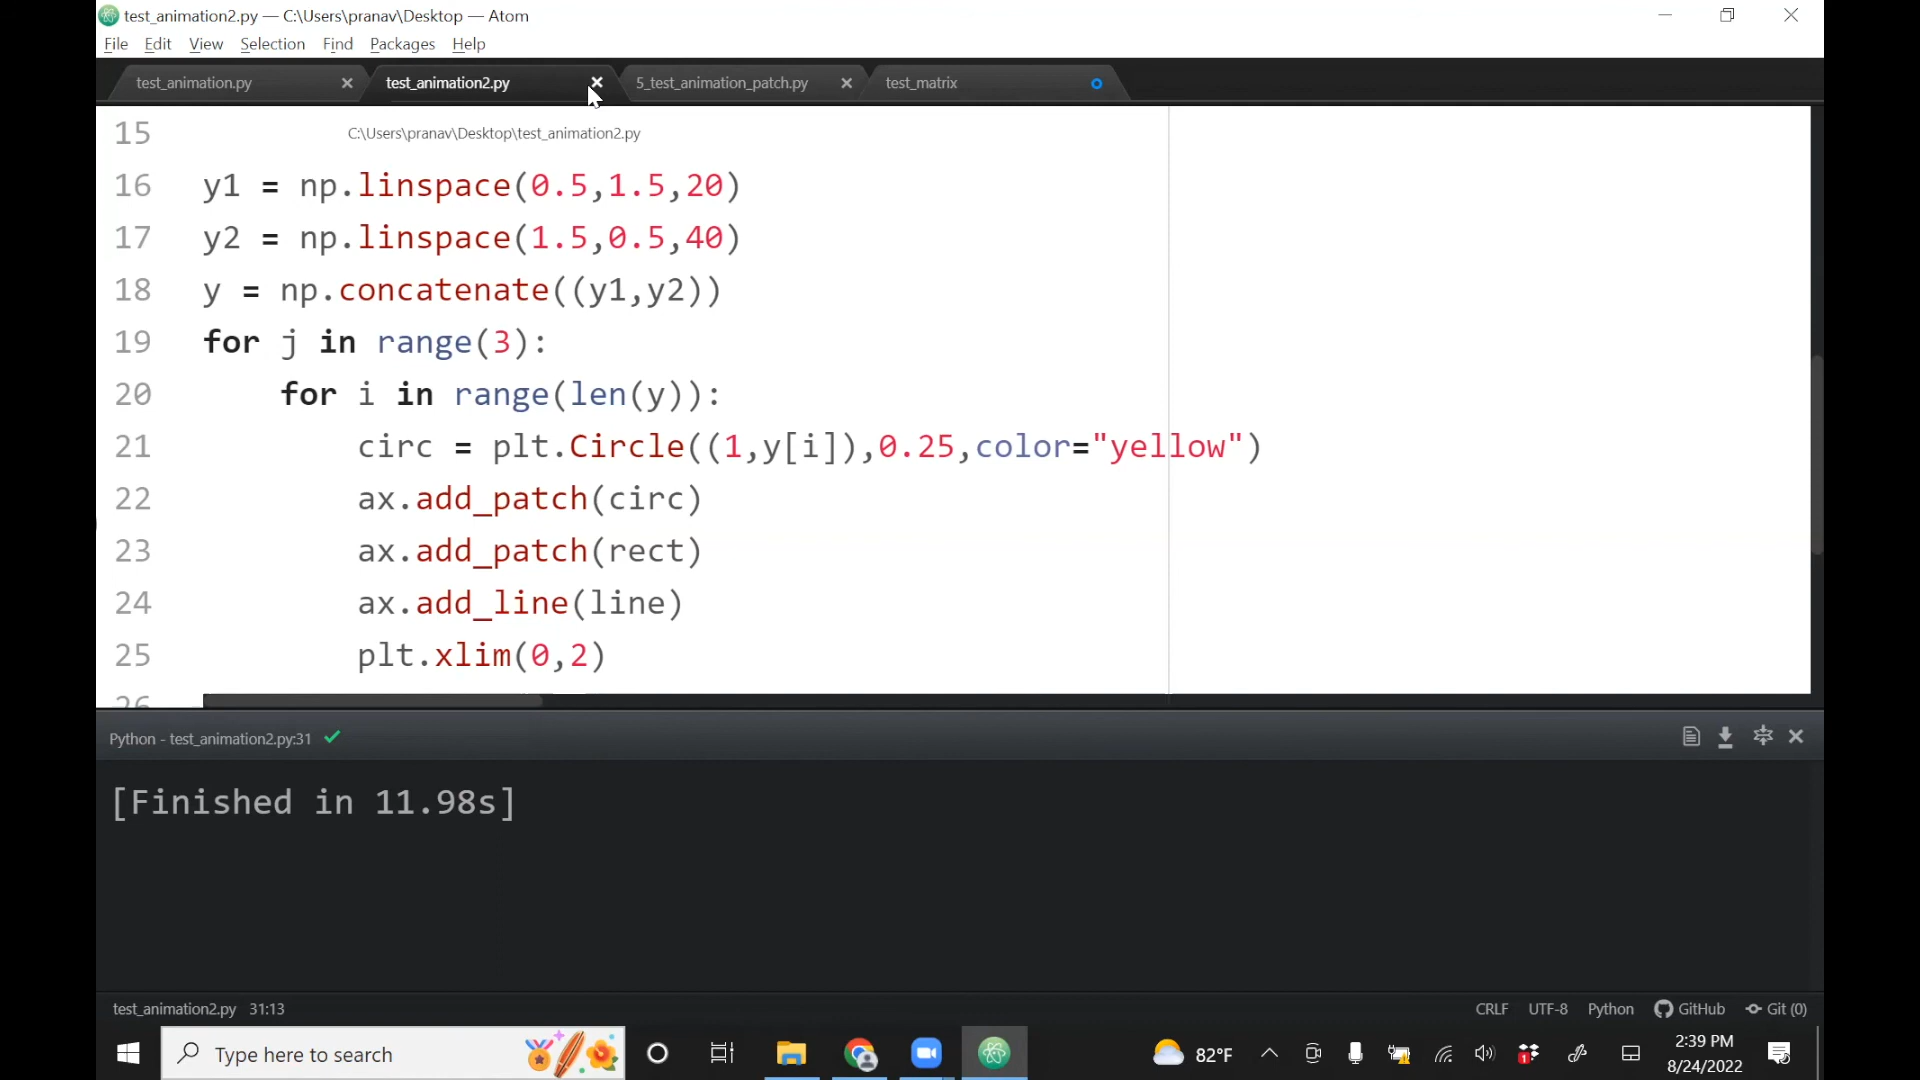 test_animation2.py — C:\Users\pranav\Desktop — Atom
File Edit View Selection Find Packages Help
test_animation.py test_animation2.py 5_test_animation_patch.py test_matrix
15 C:\Users\pranav\Desktop\test_animation2.py
16 y1 = np.linspace(0.5,1.5,20)
17 y2 = np.linspace(1.5,0.5,40)
18 y = np.concatenate((y1,y2))
19 for j in range(3):
20 for i in range(len(y)):
21 circ = plt.Circle((1,y[i]),0.25,color="yellow")
22 ax.add_patch(circ)
23 ax.add_patch(rect)
24 ax.add_line(line)
25 plt.xlim(0,2)
26
Python - test_animation2.py:31
[Finished in 11.98s]
test_animation2.py 31:13 CRLF UTF-8 Python GitHub Git (0)
Type here to search 82°F 1 2:39 PM
8/24/2022